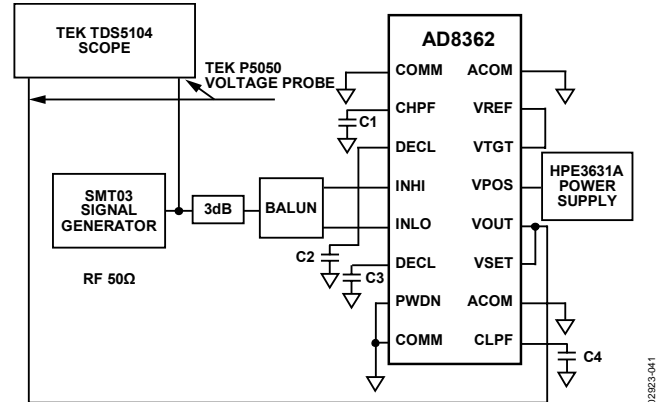 TEK TDS5104
SCOPE
TEK P5050
VOLTAGE PROBE
SMT03
SIGNAL
GENERATOR
3dB
BALUN
RF 50Ω
C1
C2
C3
AD8362
COMM
CHPF
DECL
INHI
INLO
DECL
PWDN
COMM
ACOM
VREF
VTGT
VPOS
VOUT
VSET
ACOM
CLPF
HPE3631A
POWER
SUPPLY
C4
02923-041